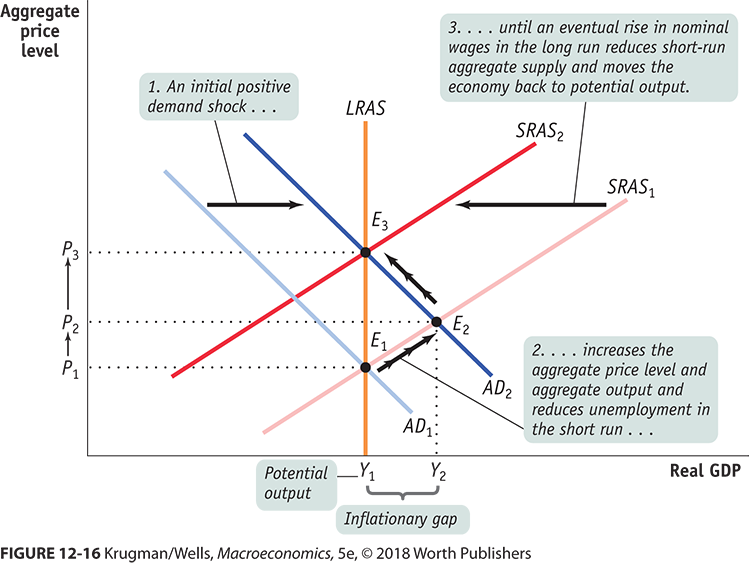 Aggregate
price
level
1. An initial positive
demand shock . . .
3. . . . until an eventual rise in nominal
wages in the long run reduces short-run
aggregate supply and moves the
economy back to potential output.
LRAS
SRAS2
SRAS1
E3
P3
P2
E2
E1
P1
2. . . . increases the
aggregate price level and
aggregate output and
reduces unemployment in
the short run . . .
AD2
AD1
Potential
output
Y1
Y2
Real GDP
Inflationary gap
FIGURE 12-16 Krugman/Wells, Macroeconomics, 5e, © 2018 Worth Publishers